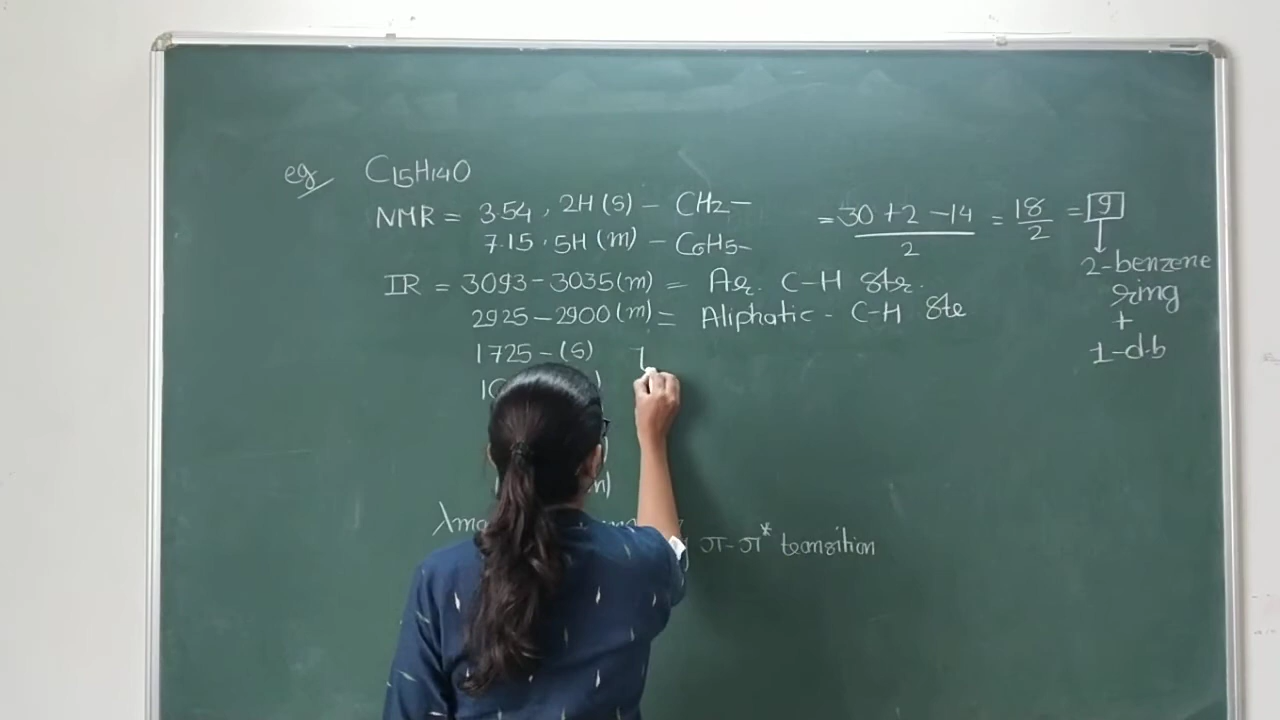 eg C15H14O
NMR = 3.54, 2H (S) - CH2-
7.15, 5H (m) - C6H5-
= 30 + 2 - 14 / 2 = 18 / 2 = 9
2-benzene
ring
+
1-d.b
IR = 3093-3035(m) = Ar. C-H Str.
2925-2900(m) = Aliphatic - C-H Str
1725-(S)
π-π* transition